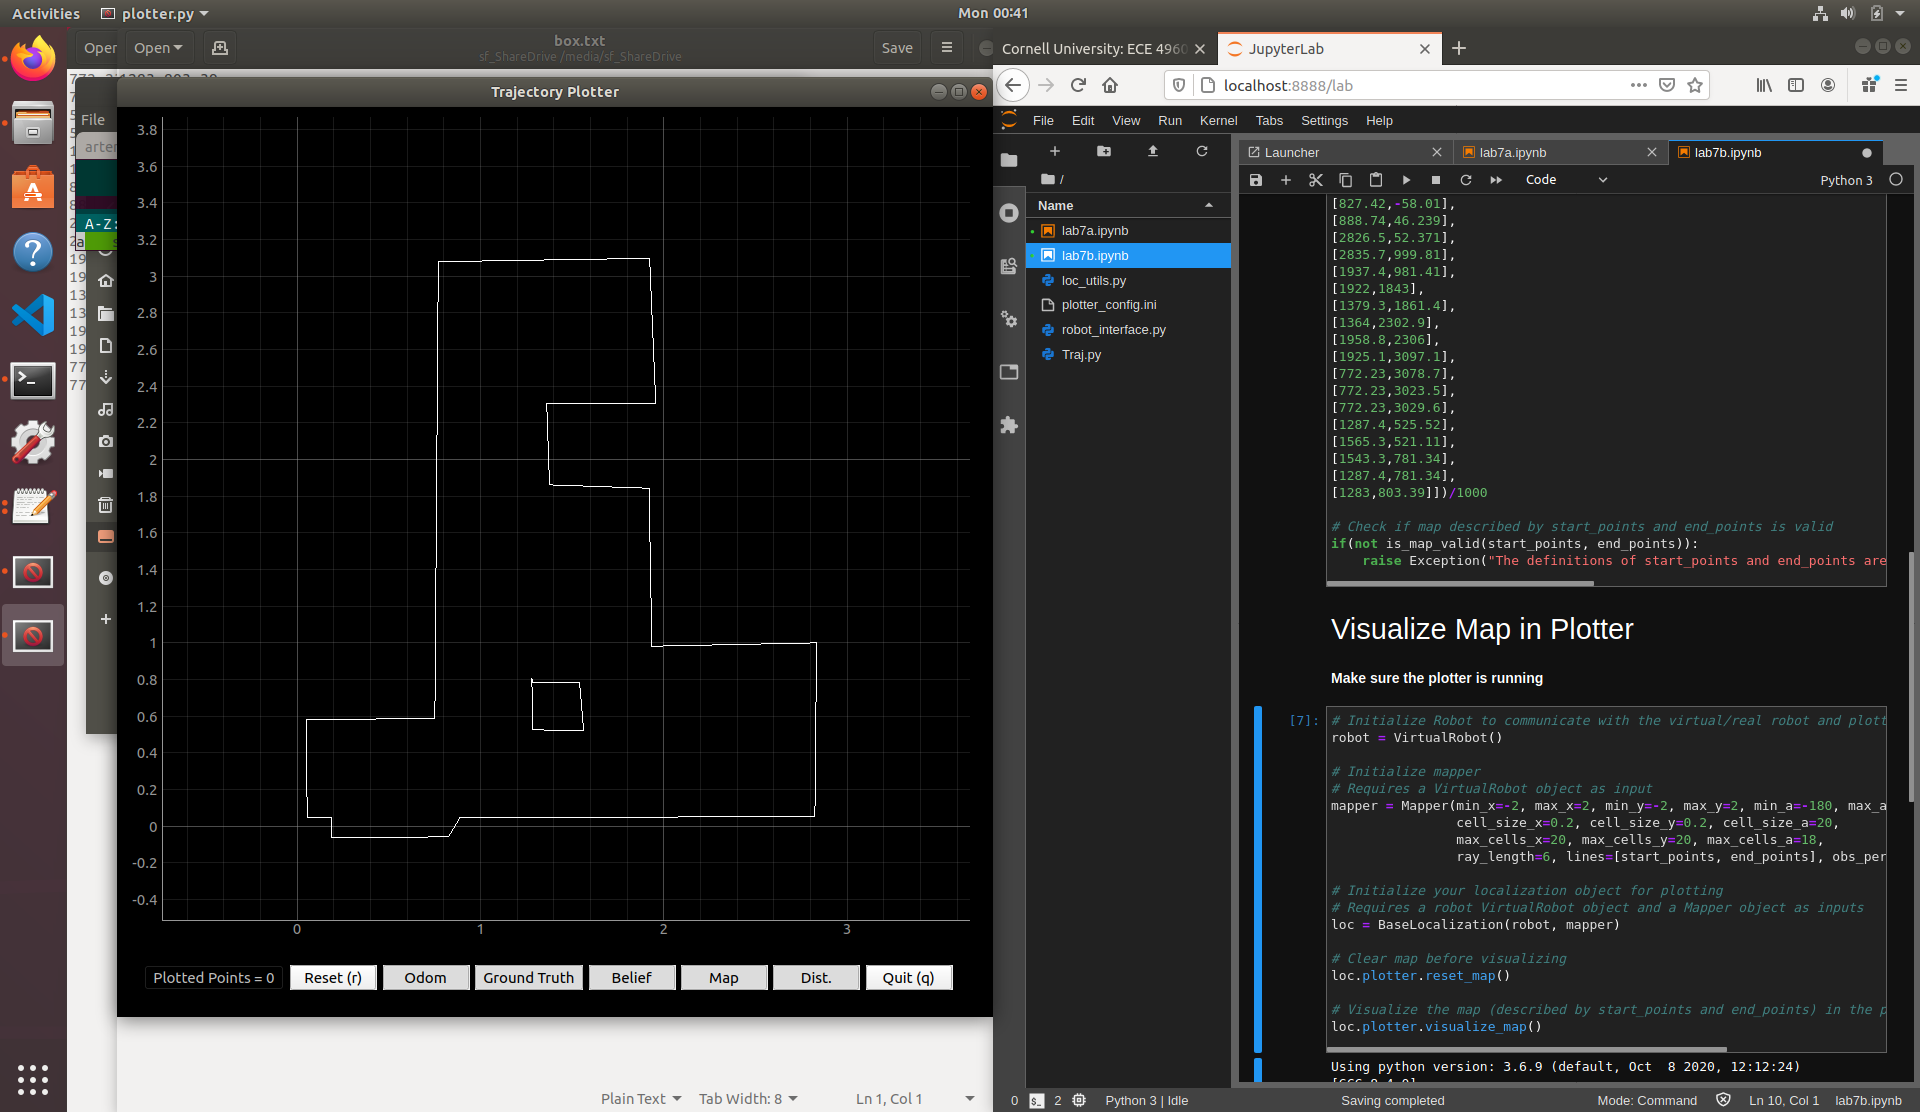 Activities
plotter.py
Mon 00:41
Open
Open
box.txt
sf_ShareDrive /media/sf_ShareDrive
Save
Cornell University: ECE 4960
JupyterLab
localhost:8888/lab
Trajectory Plotter
File
A-Z:
3.8
3.6
3.4
3.2
3
2.8
2.6
2.4
2.2
2
1.8
1.6
1.4
1.2
1
0.8
0.6
0.4
0.2
0
-0.2
-0.4
0
1
2
3
Plotted Points = 0
Reset (r)
Odom
Ground Truth
Belief
Map
Dist.
Quit (q)
Plain Text
Tab Width: 8
Ln 1, Col 1
File Edit View Run Kernel Tabs Settings Help
/
Name
lab7a.ipynb
lab7b.ipynb
loc_utils.py
plotter_config.ini
robot_interface.py
Traj.py
Launcher
lab7a.ipynb
lab7b.ipynb
Code
Python 3
[827.42,-58.01],
[888.74,46.239],
[2826.5,52.371],
[2835.7,999.81],
[1937.4,981.41],
[1922,1843],
[1379.3,1861.4],
[1364,2302.9],
[1958.8,2306],
[1925.1,3097.1],
[772.23,3078.7],
[772.23,3023.5],
[772.23,3029.6],
[1287.4,525.52],
[1565.3,521.11],
[1543.3,781.34],
[1287.4,781.34],
[1283,803.39]])/1000
# Check if map described by start_points and end_points is valid
if(not is_map_valid(start_points, end_points)):
raise Exception("The definitions of start_points and end_points are
Visualize Map in Plotter
Make sure the plotter is running
[7]:
# Initialize Robot to communicate with the virtual/real robot and plott
robot = VirtualRobot()
# Initialize mapper
# Requires a VirtualRobot object as input
mapper = Mapper(min_x=-2, max_x=2, min_y=-2, max_y=2, min_a=-180, max_a
cell_size_x=0.2, cell_size_y=0.2, cell_size_a=20,
max_cells_x=20, max_cells_y=20, max_cells_a=18,
ray_length=6, lines=[start_points, end_points], obs_per
# Initialize your localization object for plotting
# Requires a robot VirtualRobot object and a Mapper object as inputs
loc = BaseLocalization(robot, mapper)
# Clear map before visualizing
loc.plotter.reset_map()
# Visualize the map (described by start_points and end_points) in the p
loc.plotter.visualize_map()
Using python version: 3.6.9 (default, Oct  8 2020, 12:12:24)
0
2
Python 3 | Idle
Saving completed
Mode: Command
Ln 10, Col 1
lab7b.ipynb